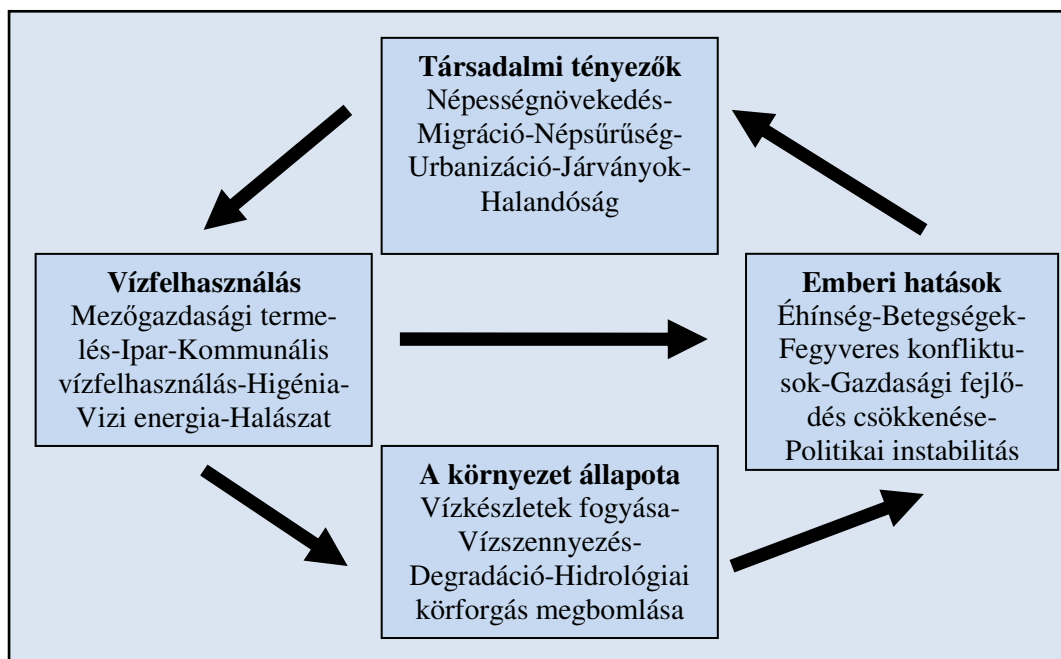 Társadalmi tényezők
Népességnövekedés-
Migráció-Népsűrűség-
Urbanizáció-Járványok-
Halandóság
Vízfelhasználás
Mezőgazdasági terme-
lés-Ipar-Kommunális
vízfelhasználás-Higénia-
Vizi energia-Halászat
Emberi hatások
Éhínség-Betegségek-
Fegyveres konfliktu-
sok-Gazdasági fejlő-
dés csökkenése-
Politikai instabilitás
A környezet állapota
Vízkészletek fogyása-
Vízszennyezés-
Degradáció-Hidrológiai
körforgás megbomlása